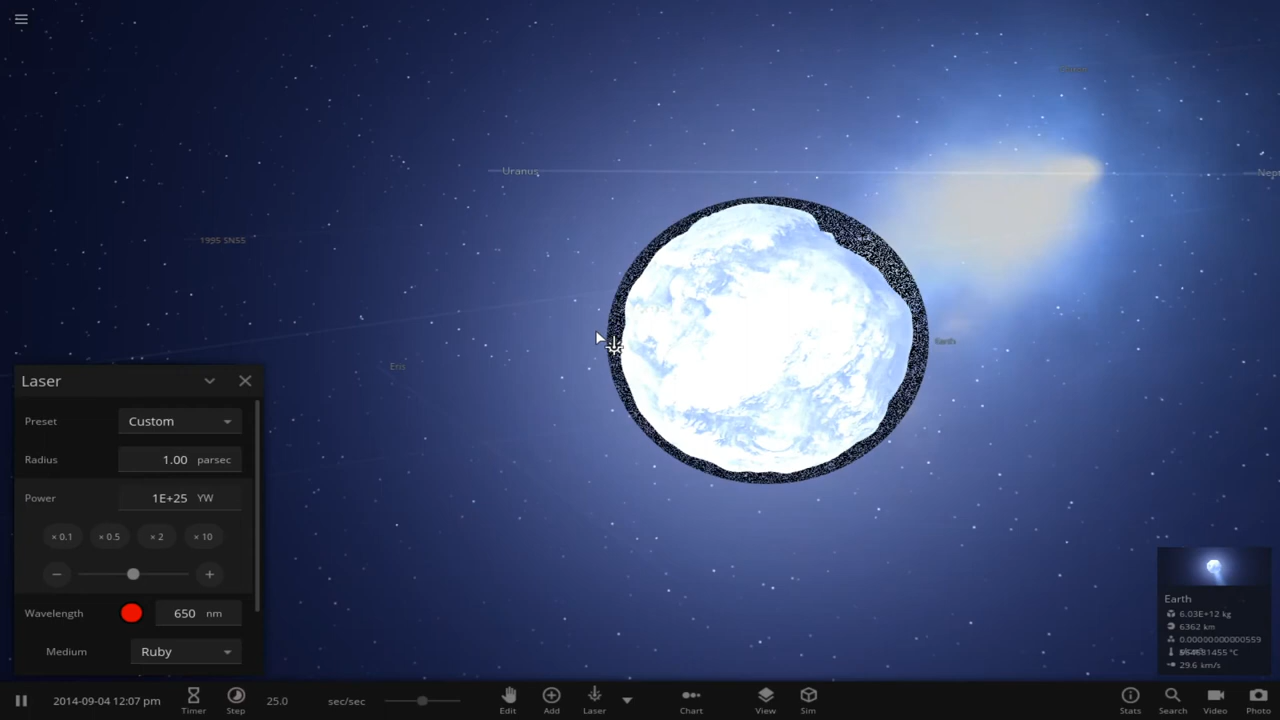 Uranus
Nept
1995 SN55
Eris
Earth
Laser
Preset Custom
Radius 1.00 parsec
Power 1E+25 YW
× 0.1 × 0.5 × 2 × 10
Wavelength 650 nm
Medium Ruby
Earth
6.03E+12 kg
6362 km
0.00000000000559
29.6 km/s
2014-09-04 12:07 pm
Timer
Step
25.0 sec/sec
Edit
Add
Laser
Chart
View
Sim
Stats
Search
Video
Photo